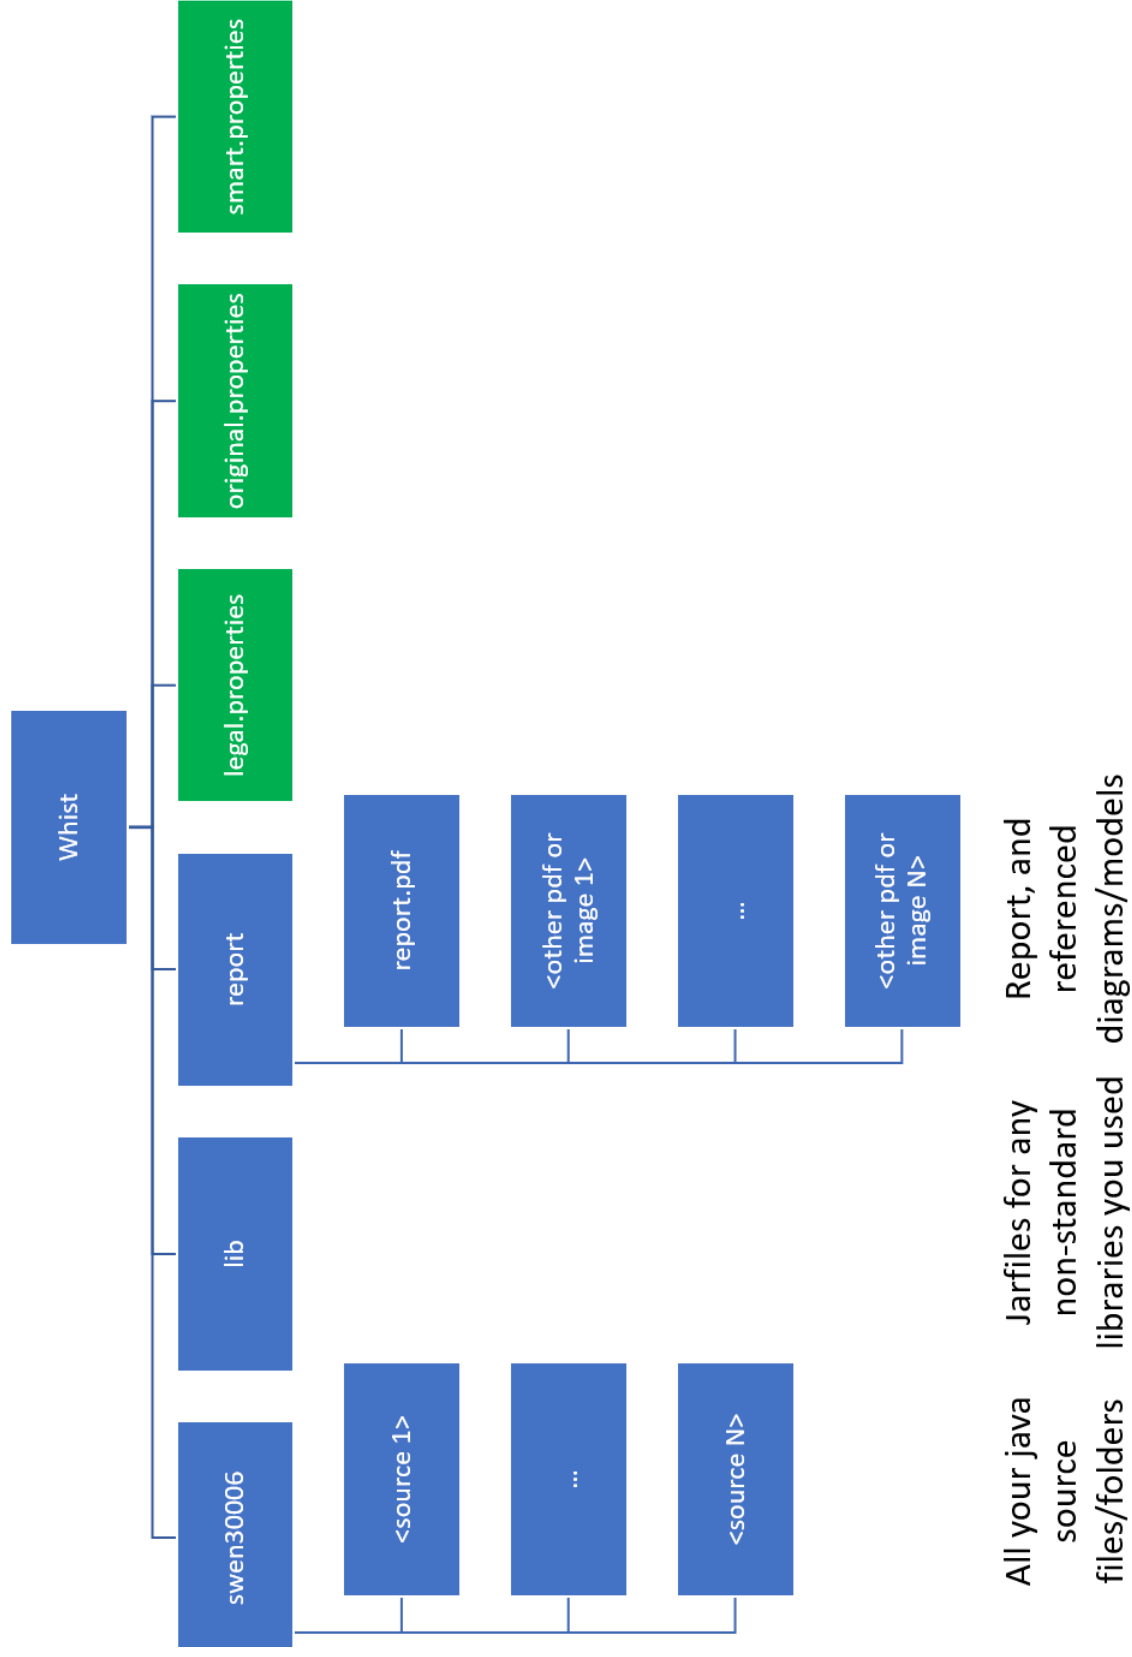 Whist
swen30006
lib
report
legal.properties
original.properties
smart.properties
<source 1>
...
<source N>
report.pdf
<other pdf or
image 1>
...
<other pdf or
image N>
All your java
source
files/folders
Jarfiles for any
non-standard
libraries you used
Report, and
referenced
diagrams/models